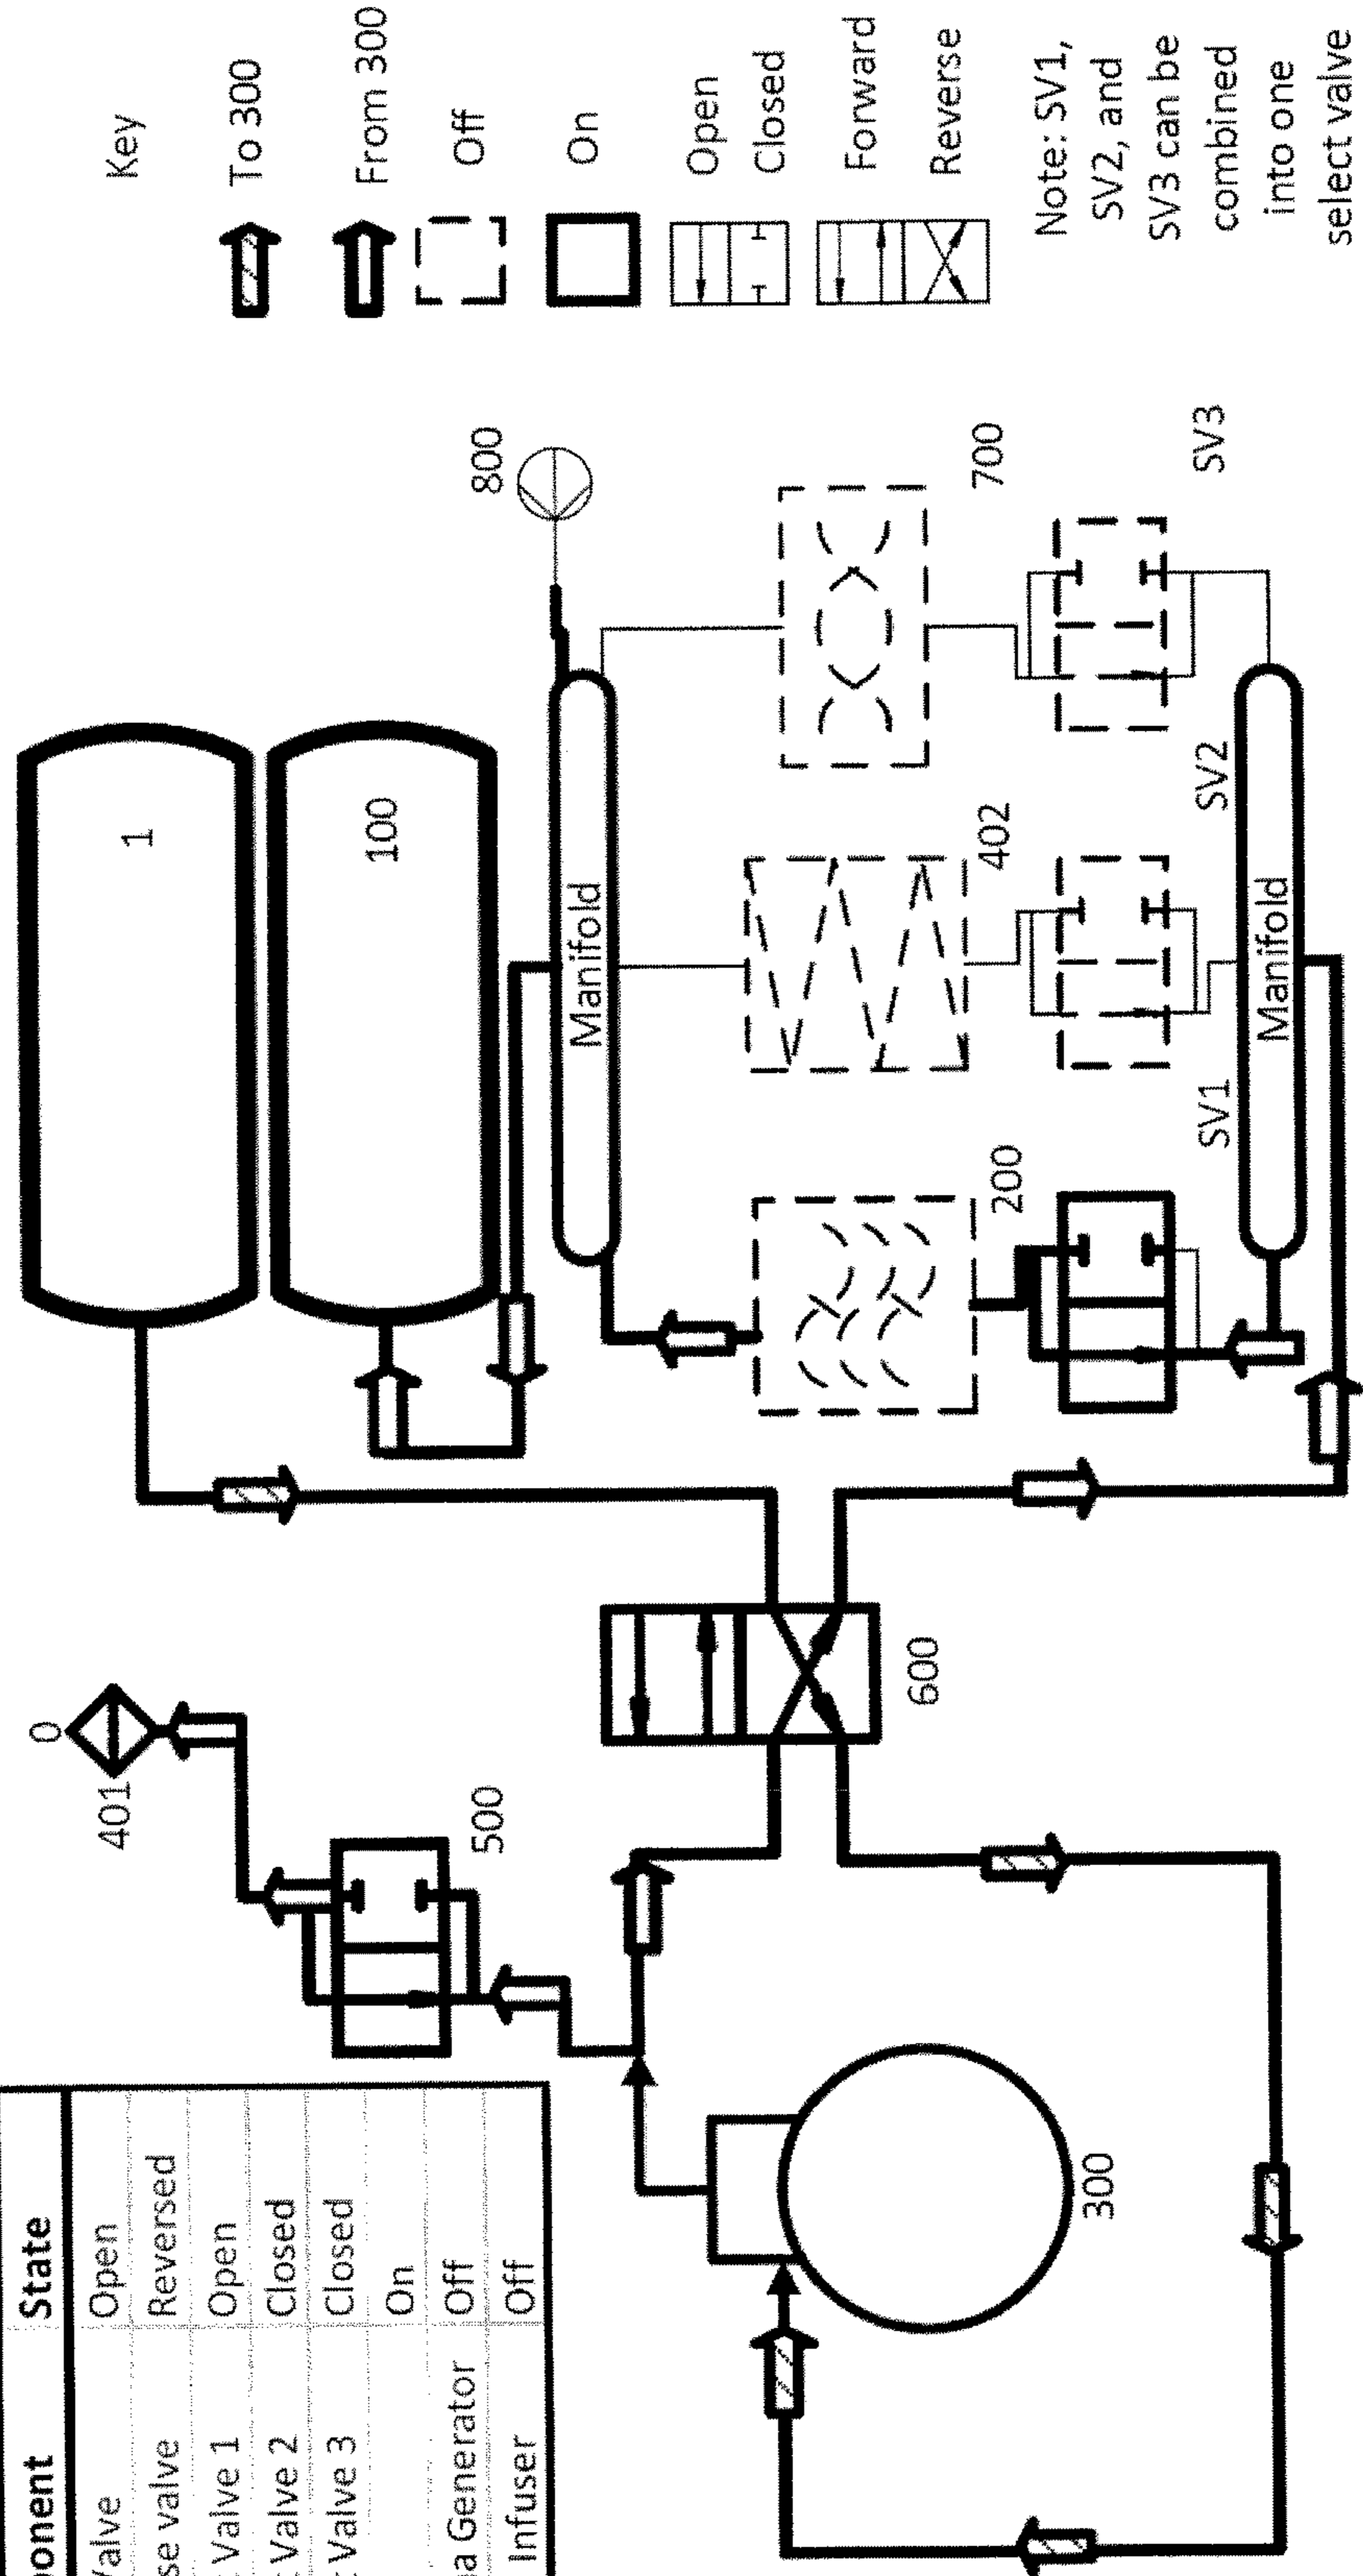 onent State
Valve Open
se valve Reversed
Valve 1 Open
Valve 2 Closed
Valve 3 Closed
On
a Generator Off
Infuser Off
0
401
500
300
600
1
100
800
Manifold
200
402
700
SV1
SV2
SV3
Manifold
Key
To 300
From 300
Off
On
Open
Closed
Forward
Reverse
Note: SV1,
SV2, and
SV3 can be
combined
into one
select valve